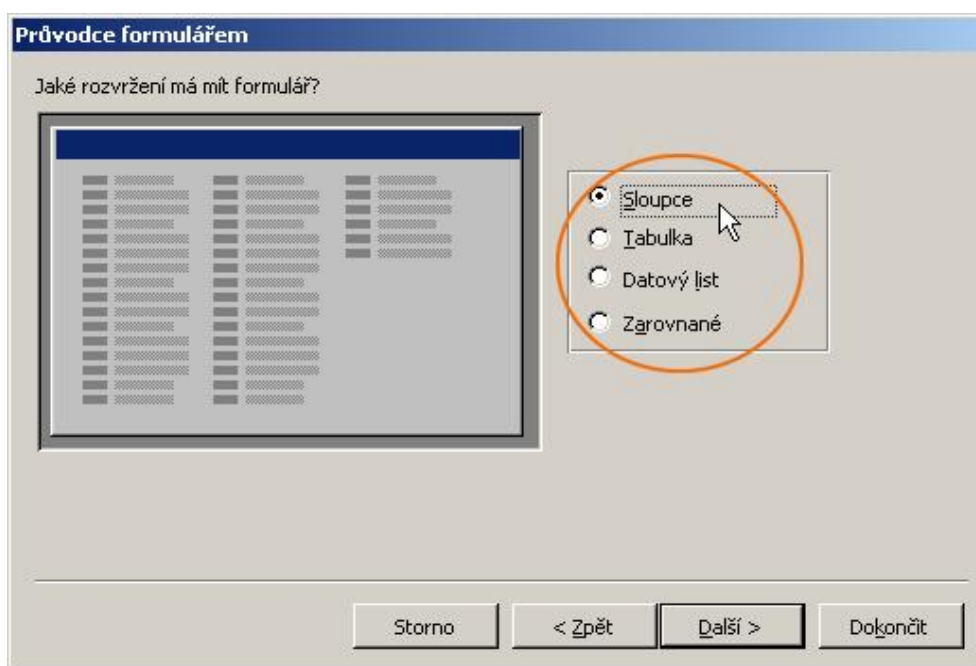 Průvodce formulářem
Jaké rozvržení má mít formulář?
Sloupce
Tabulka
Datový list
Zarovnané
Storno
< Zpět
Další >
Dokončit